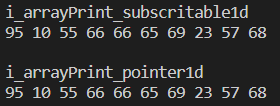 i_arrayPrint_subscritable1d
95 10 55 66 66 65 69 23 57 68
i_arrayPrint_pointer1d
95 10 55 66 66 65 69 23 57 68